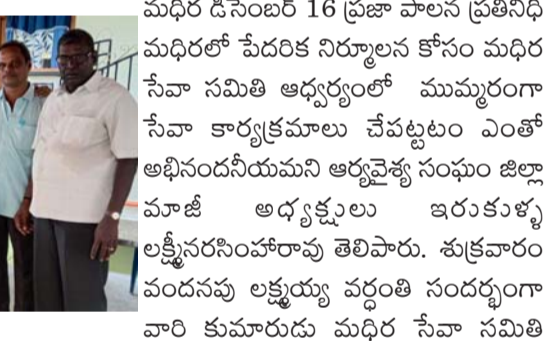 మధిర డిసెంబర్ 16 ప్రజా పాలన ప్రతినిధి
మధిరలో పేదరిక నిర్మూలన కోసం మధిర
సేవా సమితి ఆధ్వర్యంలో ముమ్మరంగా
సేవా కార్యక్రమాలు చేపట్టటం ఎంతో
అభినందనీయమని ఆర్యవైశ్య సంఘం జిల్లా
మాజీ అధ్యక్షులు ఇరుకుళ్ళ
లక్ష్మీనరసింహారావు తెలిపారు. శుక్రవారం
వందనపు లక్ష్మయ్య వర్ధంతి సందర్భంగా
వారి కుమారుడు మధిర సేవా సమితి